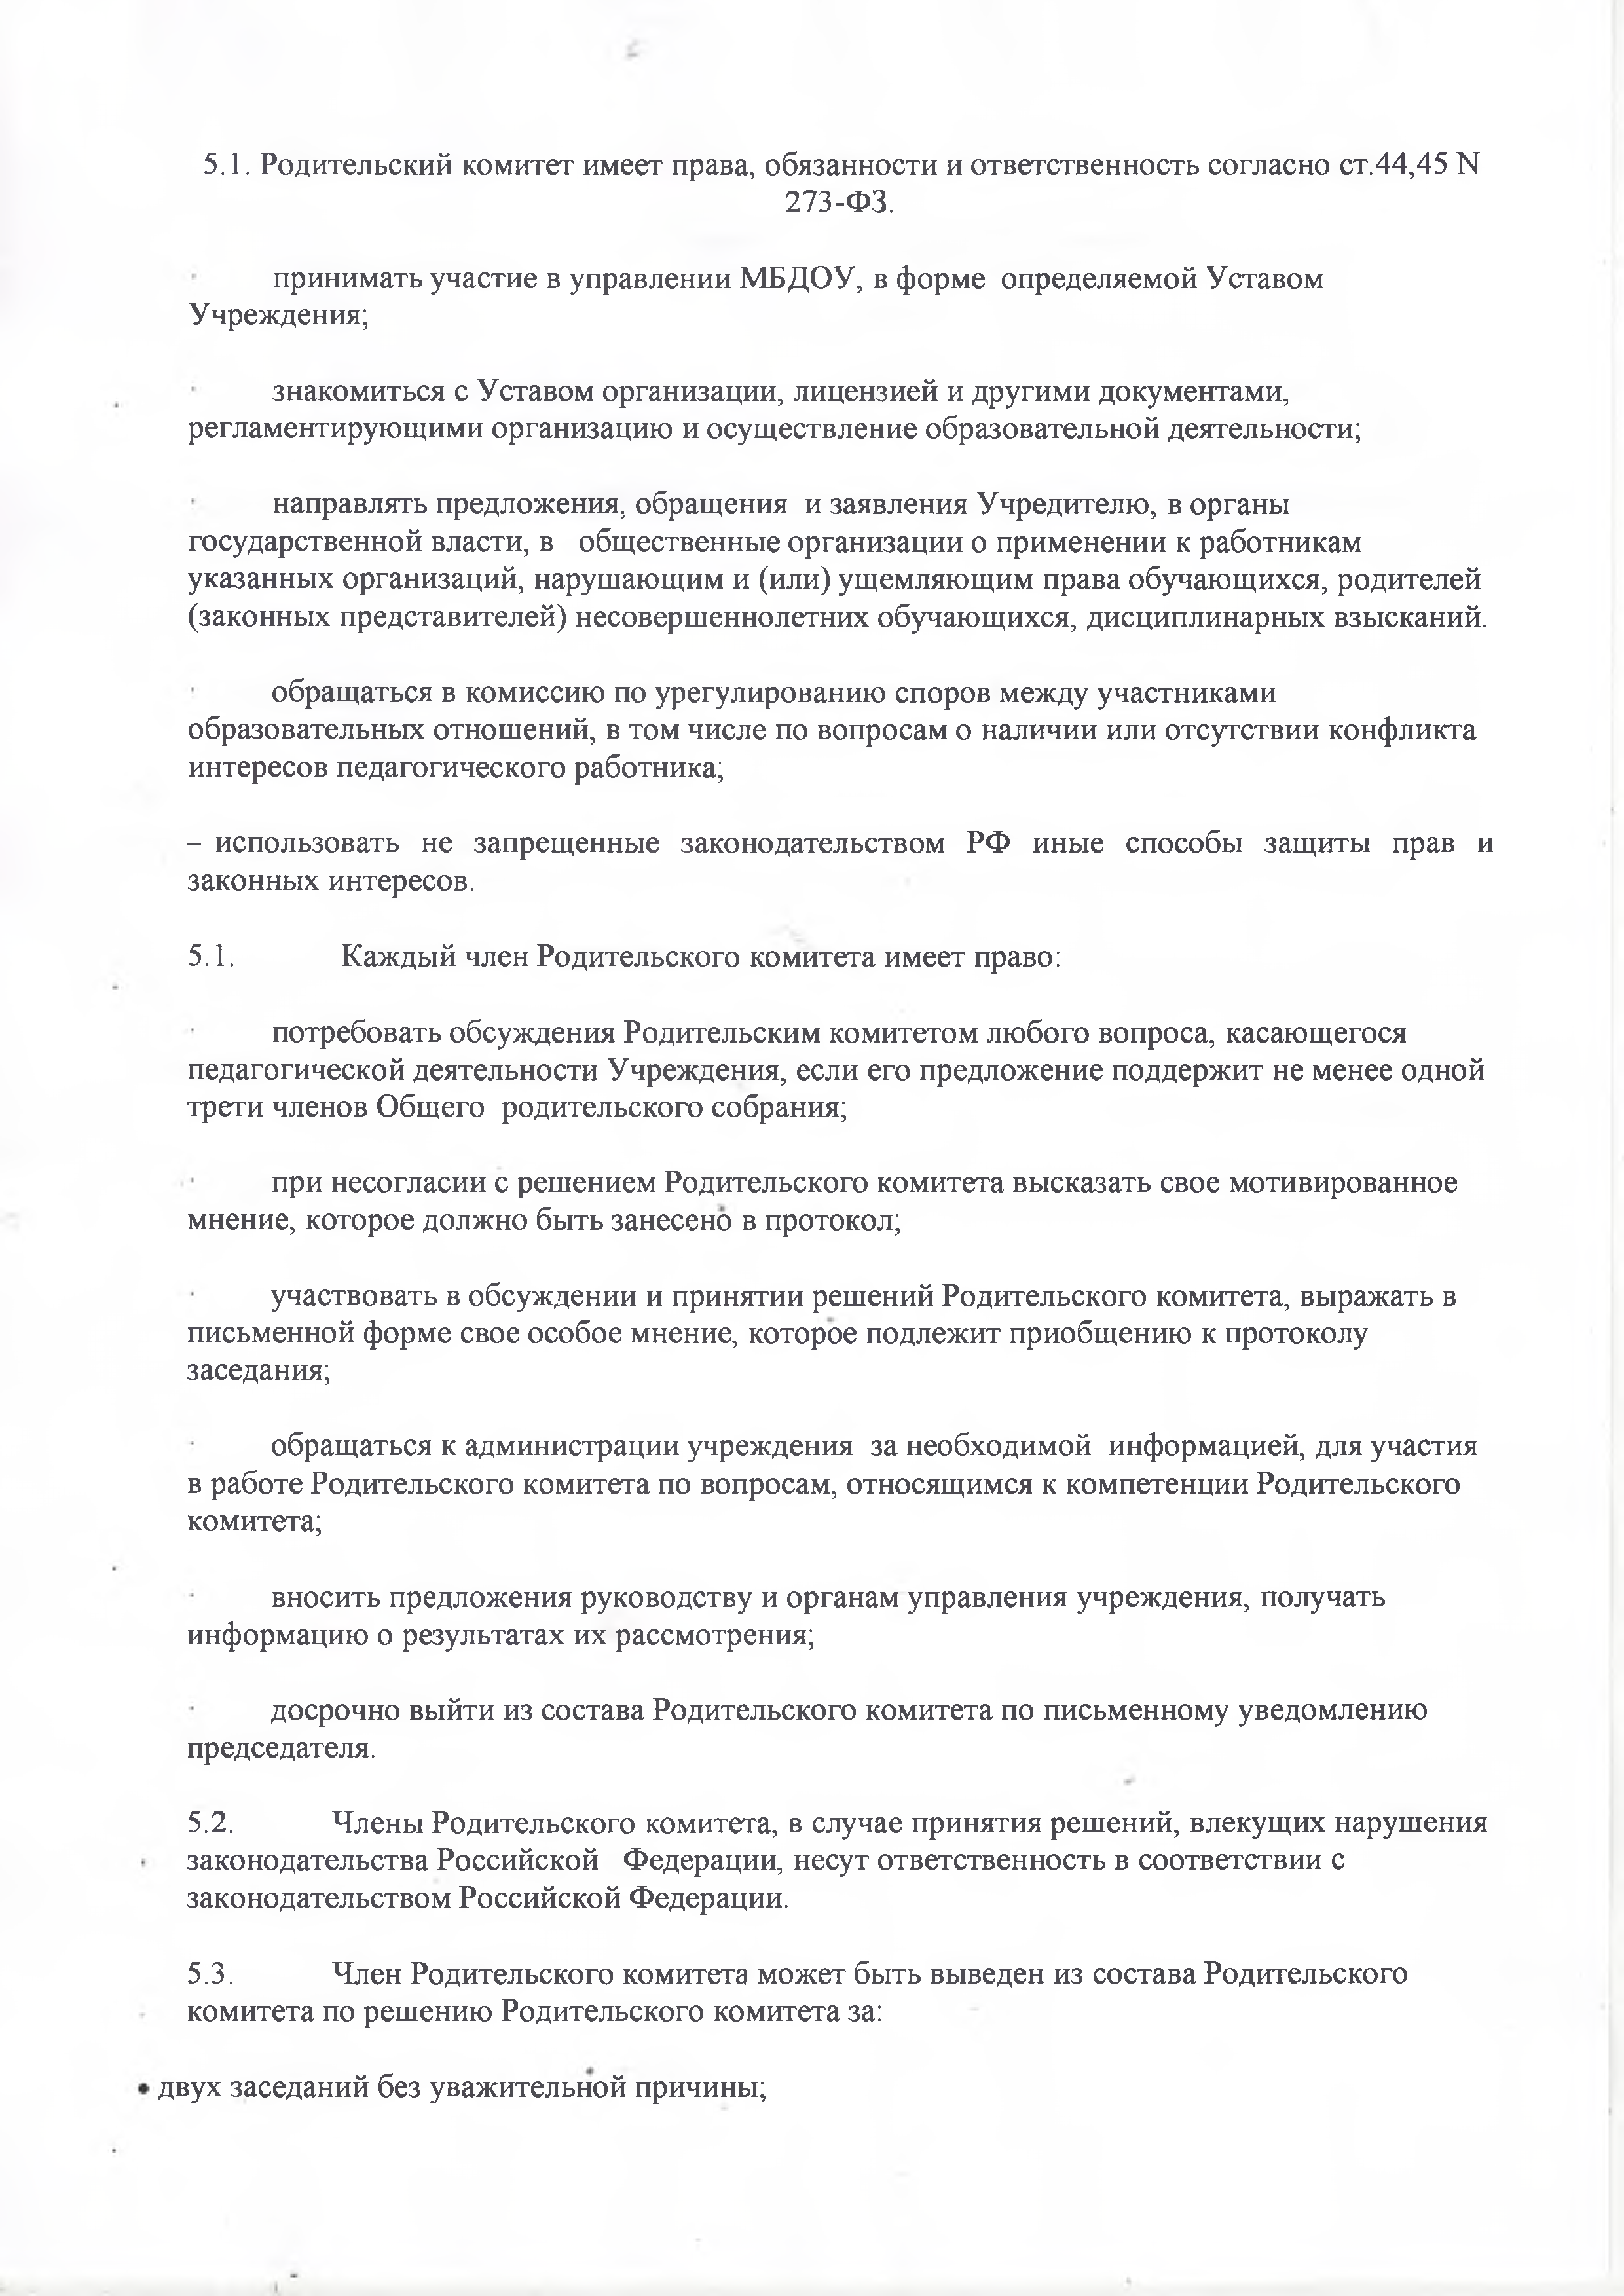 5.1. Родительский комитет имеет права, обязанности и ответственность согласно ст.44,45 N
273-ФЗ.
· принимать участие в управлении МБДОУ, в форме определяемой Уставом
Учреждения;
· знакомиться с Уставом организации, лицензией и другими документами,
регламентирующими организацию и осуществление образовательной деятельности;
· направлять предложения, обращения и заявления Учредителю, в органы
государственной власти, в общественные организации о применении к работникам
указанных организаций, нарушающим и (или) ущемляющим права обучающихся, родителей
(законных представителей) несовершеннолетних обучающихся, дисциплинарных взысканий.
· обращаться в комиссию по урегулированию споров между участниками
образовательных отношений, в том числе по вопросам о наличии или отсутствии конфликта
интересов педагогического работника;
– использовать не запрещенные законодательством РФ иные способы защиты прав и
законных интересов.
5.1. Каждый член Родительского комитета имеет право:
· потребовать обсуждения Родительским комитетом любого вопроса, касающегося
педагогической деятельности Учреждения, если его предложение поддержит не менее одной
трети членов Общего родительского собрания;
· при несогласии с решением Родительского комитета высказать свое мотивированное
мнение, которое должно быть занесено в протокол;
· участвовать в обсуждении и принятии решений Родительского комитета, выражать в
письменной форме свое особое мнение, которое подлежит приобщению к протоколу
заседания;
· обращаться к администрации учреждения за необходимой информацией, для участия
в работе Родительского комитета по вопросам, относящимся к компетенции Родительского
комитета;
· вносить предложения руководству и органам управления учреждения, получать
информацию о результатах их рассмотрения;
· досрочно выйти из состава Родительского комитета по письменному уведомлению
председателя.
5.2. Члены Родительского комитета, в случае принятия решений, влекущих нарушения
законодательства Российской Федерации, несут ответственность в соответствии с
законодательством Российской Федерации.
5.3. Член Родительского комитета может быть выведен из состава Родительского
комитета по решению Родительского комитета за:
• двух заседаний без уважительной причины;